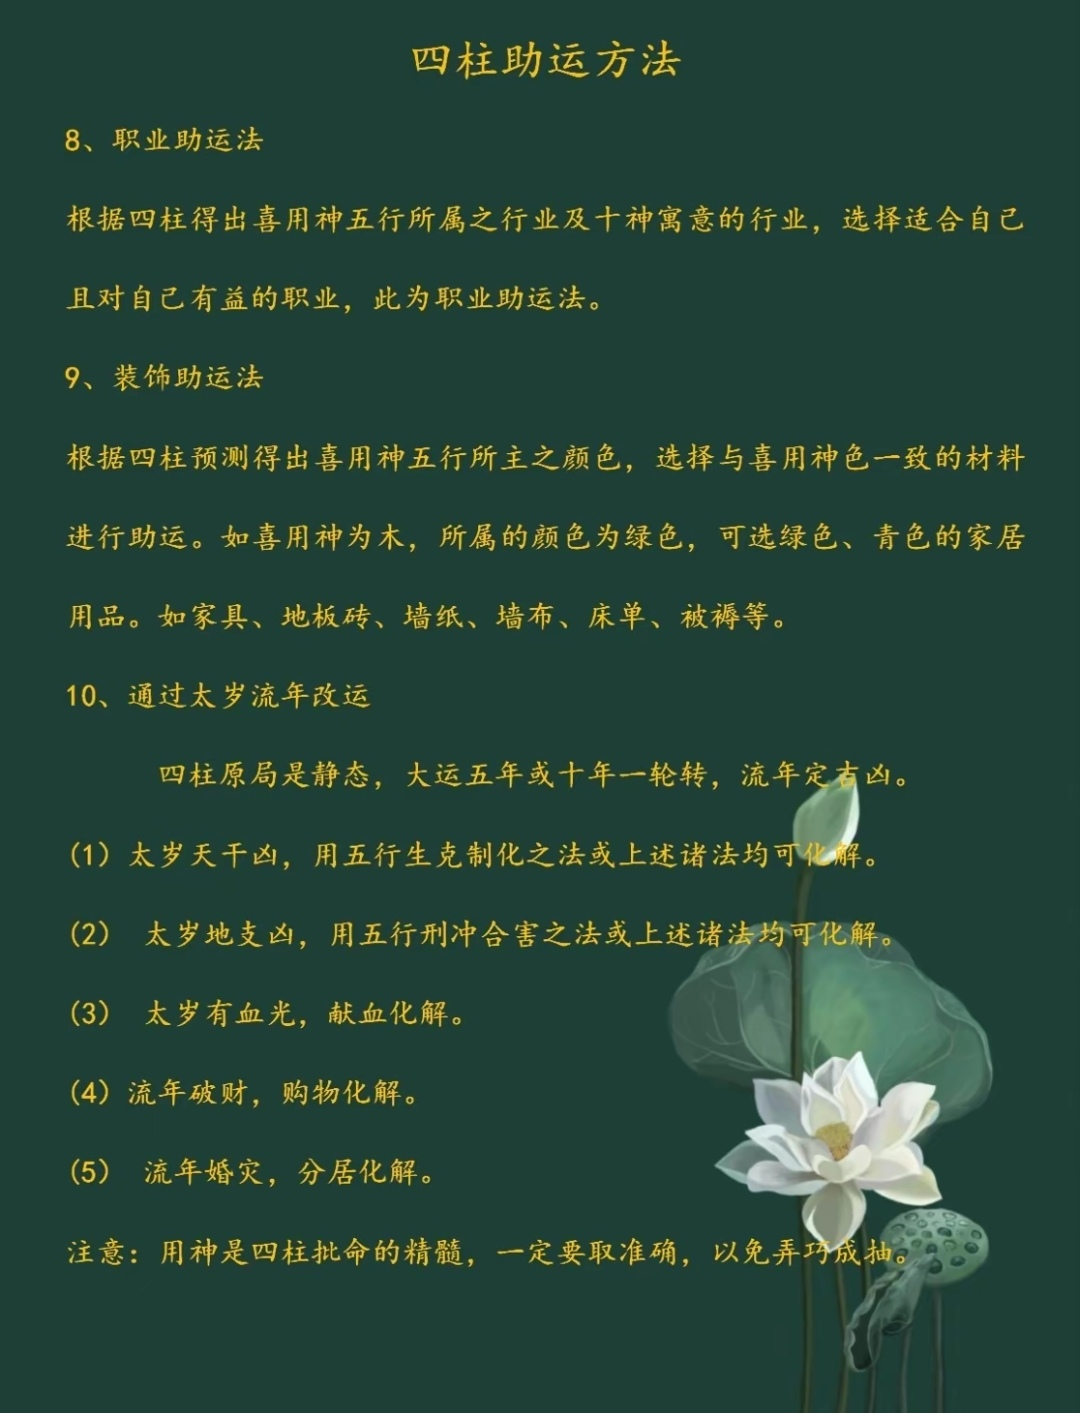 四柱助运方法
8、职业助运法
根据四柱得出喜用神五行所属之行业及十神寓意的行业，选择适合自己
且对自己有益的职业，此为职业助运法。
9、装饰助运法
根据四柱预测得出喜用神五行所主之颜色，选择与喜用神色一致的材料
进行助运。如喜用神为木，所属的颜色为绿色，可选绿色、青色的家居
用品。如家具、地板砖、墙纸、墙布、床单、被褥等。
10、通过太岁流年改运
四柱原局是静态，大运五年或十年一轮转，流年定吉凶。
(1) 太岁天干凶，用五行生克制化之法或上述诸法均可化解。
(2) 太岁地支凶，用五行刑冲合害之法或上述诸法均可化解。
(3) 太岁有血光，献血化解。
(4) 流年破财，购物化解。
(5) 流年婚灾，分居化解。
注意：用神是四柱批命的精髓，一定要取准确，以免弄巧成抽。